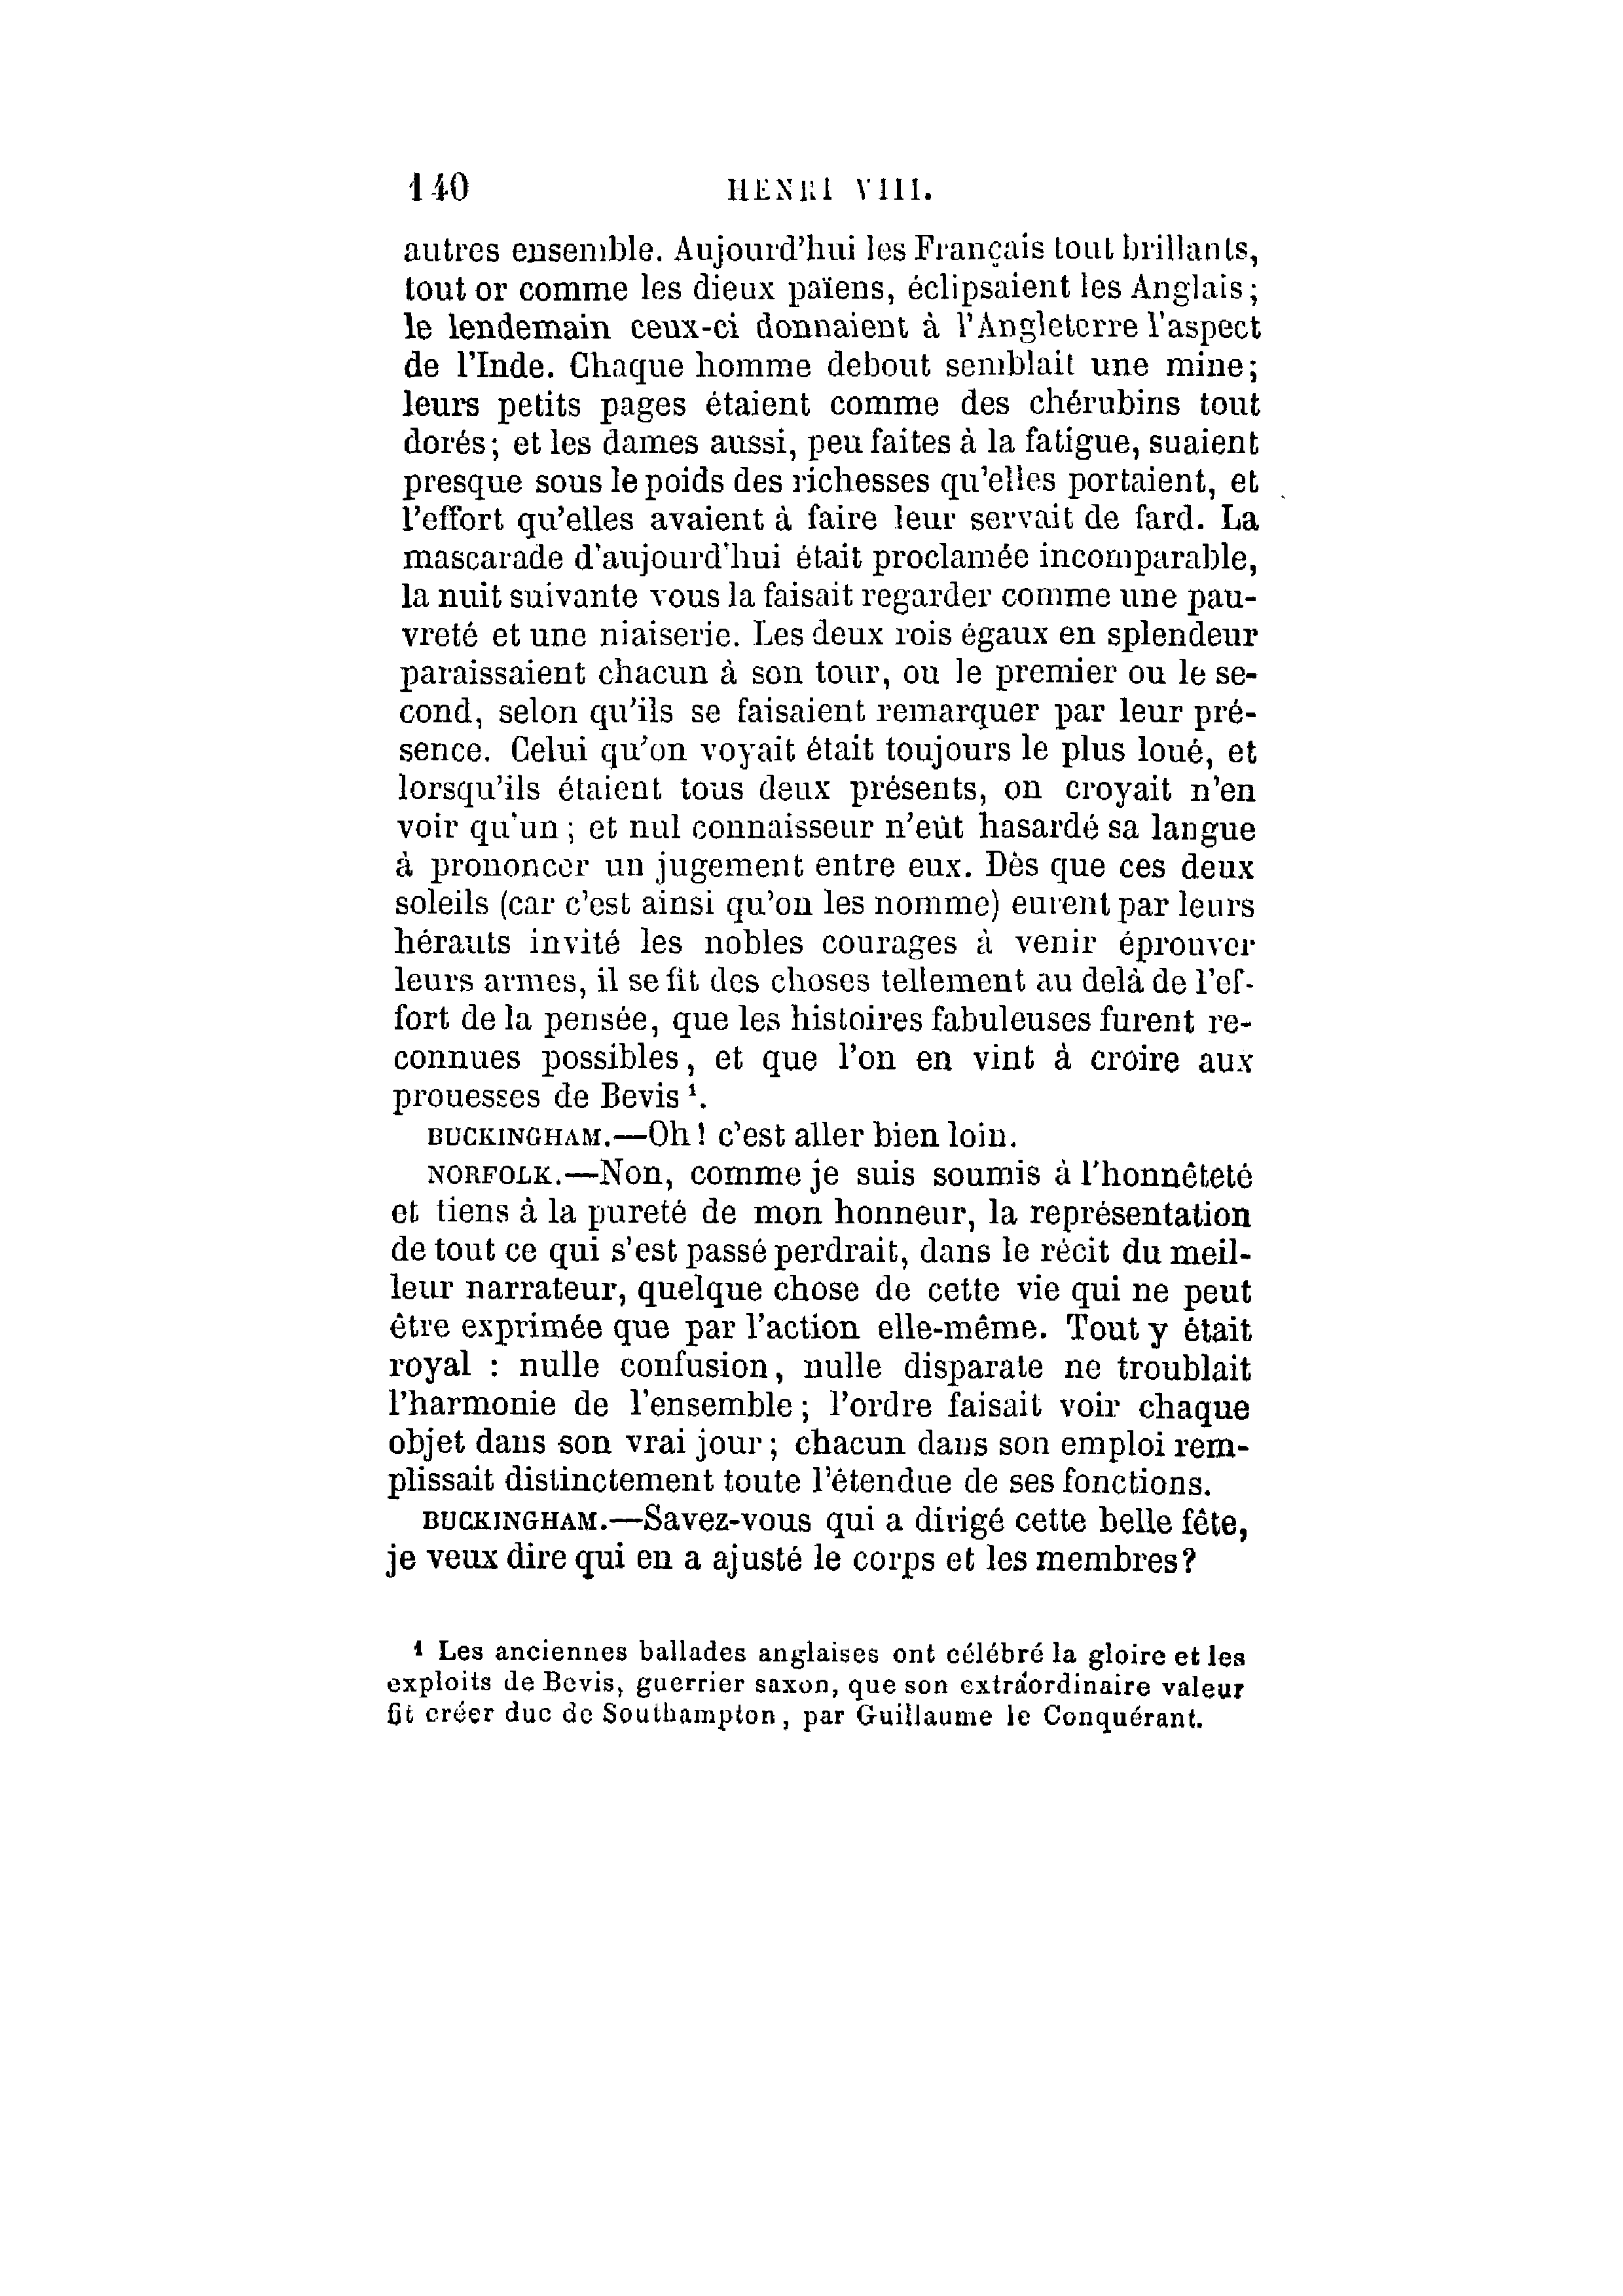 140 HENRI VIII.
autres ensemble. Aujourd'hui les Français tout brillants,
tout or comme les dieux païens, éclipsaient les Anglais ;
le lendemain ceux-ci donnaient à l'Angleterre l'aspect
de l'Inde. Chaque homme debout semblait une mine ;
leurs petits pages étaient comme des chérubins tout
dorés ; et les dames aussi, peu faites à la fatigue, suaient
presque sous le poids des richesses qu'elles portaient, et
l'effort qu'elles avaient à faire leur servait de fard. La
mascarade d'aujourd'hui était proclamée incomparable,
la nuit suivante vous la faisait regarder comme une pau-
vreté et une niaiserie. Les deux rois égaux en splendeur
paraissaient chacun à son tour, ou le premier ou le se-
cond, selon qu'ils se faisaient remarquer par leur pré-
sence. Celui qu'on voyait était toujours le plus loué, et
lorsqu'ils étaient tous deux présents, on croyait n'en
voir qu'un ; et nul connaisseur n'eût hasardé sa langue
à prononcer un jugement entre eux. Dès que ces deux
soleils (car c'est ainsi qu'on les nomme) eurent par leurs
hérauts invité les nobles courages à venir éprouver
leurs armes, il se fit des choses tellement au delà de l'ef-
fort de la pensée, que les histoires fabuleuses furent re-
connues possibles, et que l'on en vint à croire aux
prouesses de Bevis ¹.
BUCKINGHAM.—Oh ! c'est aller bien loin.
NORFOLK.—Non, comme je suis soumis à l'honnêteté
et tiens à la pureté de mon honneur, la représentation
de tout ce qui s'est passé perdrait, dans le récit du meil-
leur narrateur, quelque chose de cette vie qui ne peut
être exprimée que par l'action elle-même. Tout y était
royal : nulle confusion, nulle disparate ne troublait
l'harmonie de l'ensemble ; l'ordre faisait voir chaque
objet dans son vrai jour ; chacun dans son emploi rem-
plissait distinctement toute l'étendue de ses fonctions.
BUCKINGHAM.—Savez-vous qui a dirigé cette belle fête,
je veux dire qui en a ajusté le corps et les membres?
¹ Les anciennes ballades anglaises ont célébré la gloire et les
exploits de Bevis, guerrier saxon, que son extraordinaire valeur
fit créer duc de Southampton, par Guillaume le Conquérant.